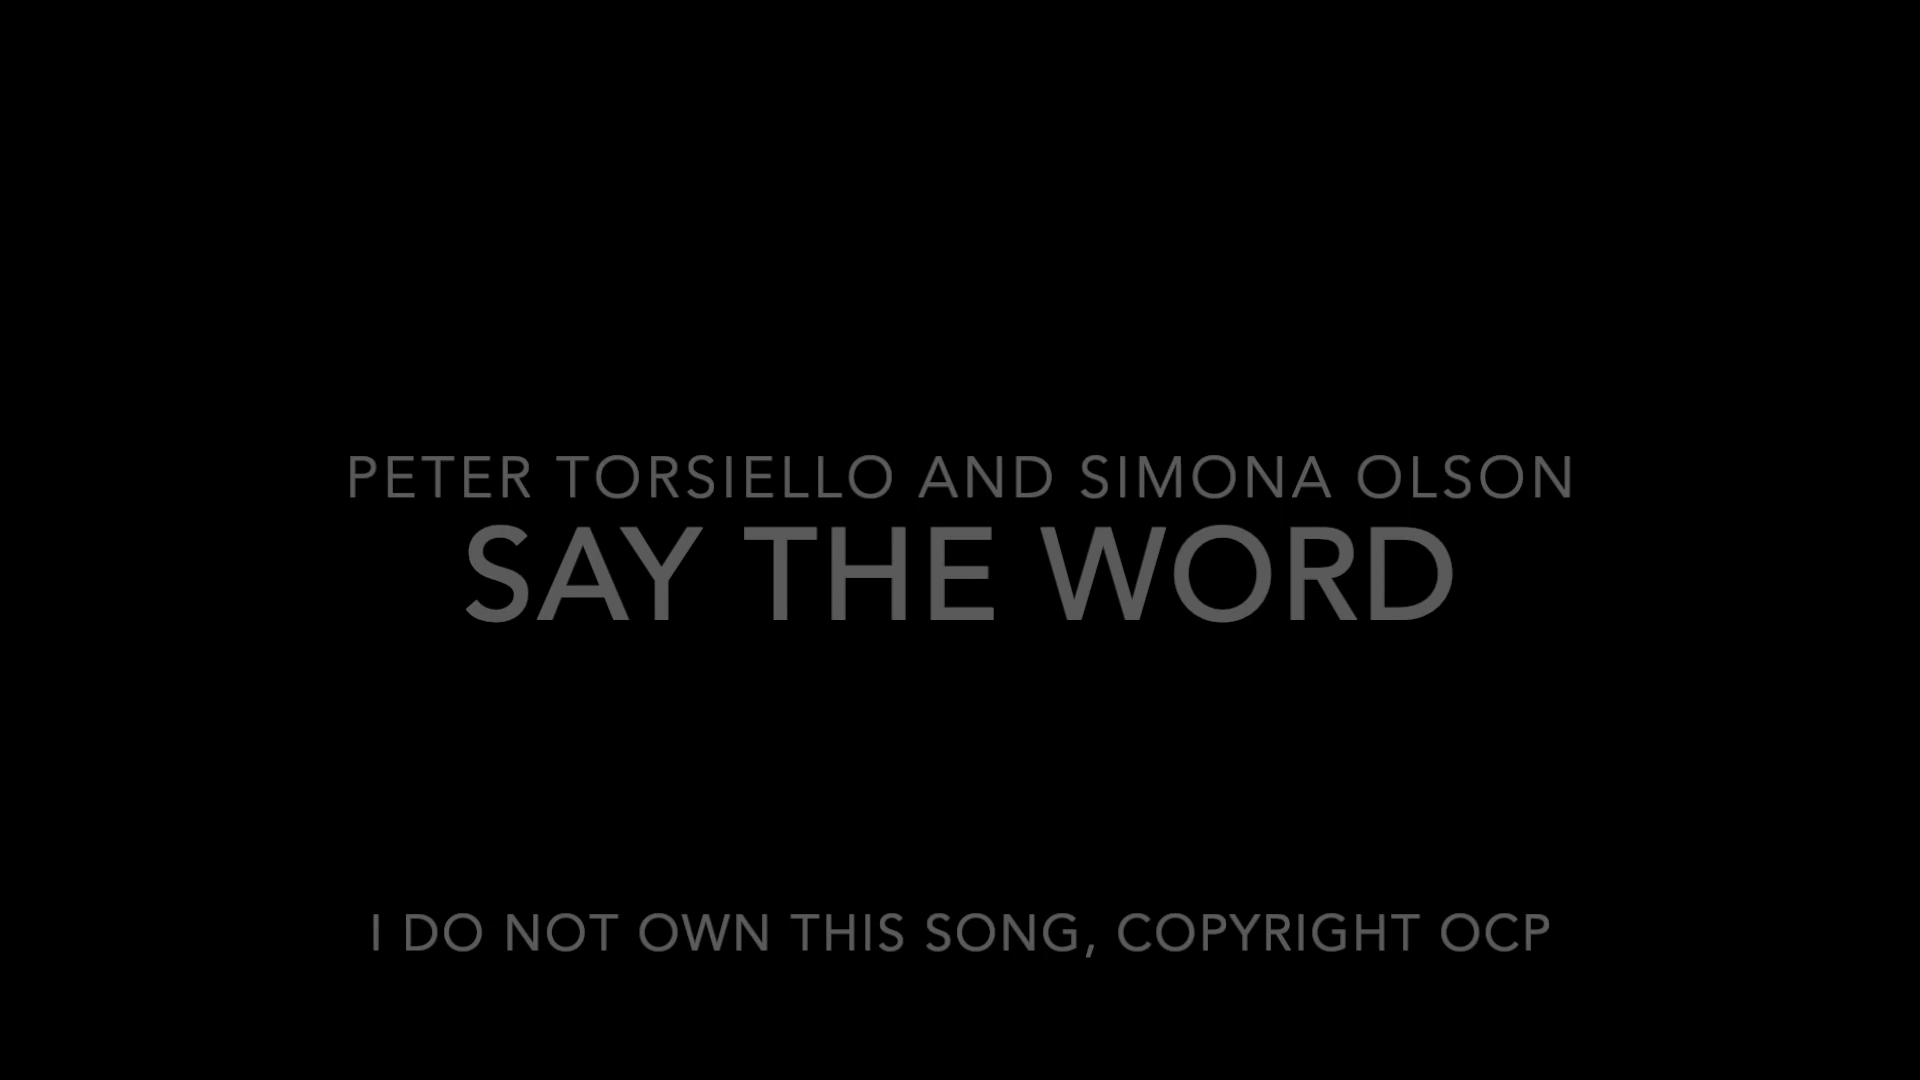 PETER TORSIELLO AND SIMONA OLSON
SAY THE WORD
I DO NOT OWN THIS SONG, COPYRIGHT OCP